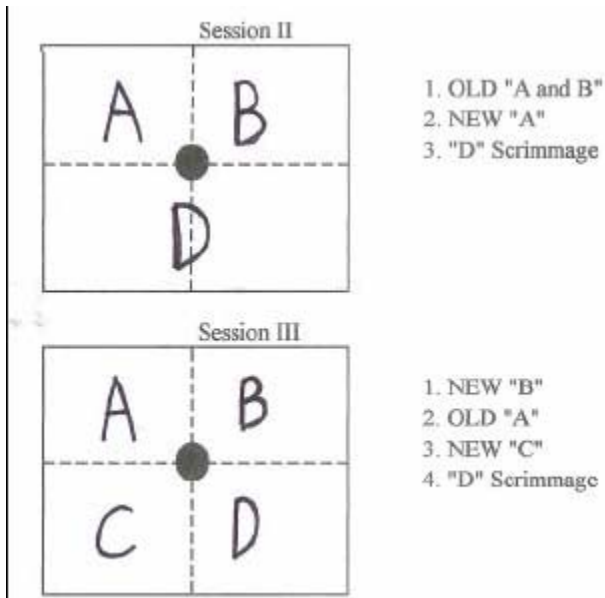 Session II
A B
D
1. OLD "A and B"
2. NEW "A"
3. "D" Scrimmage
Session III
A B
C D
1. NEW "B"
2. OLD "A"
3. NEW "C"
4. "D" Scrimmage